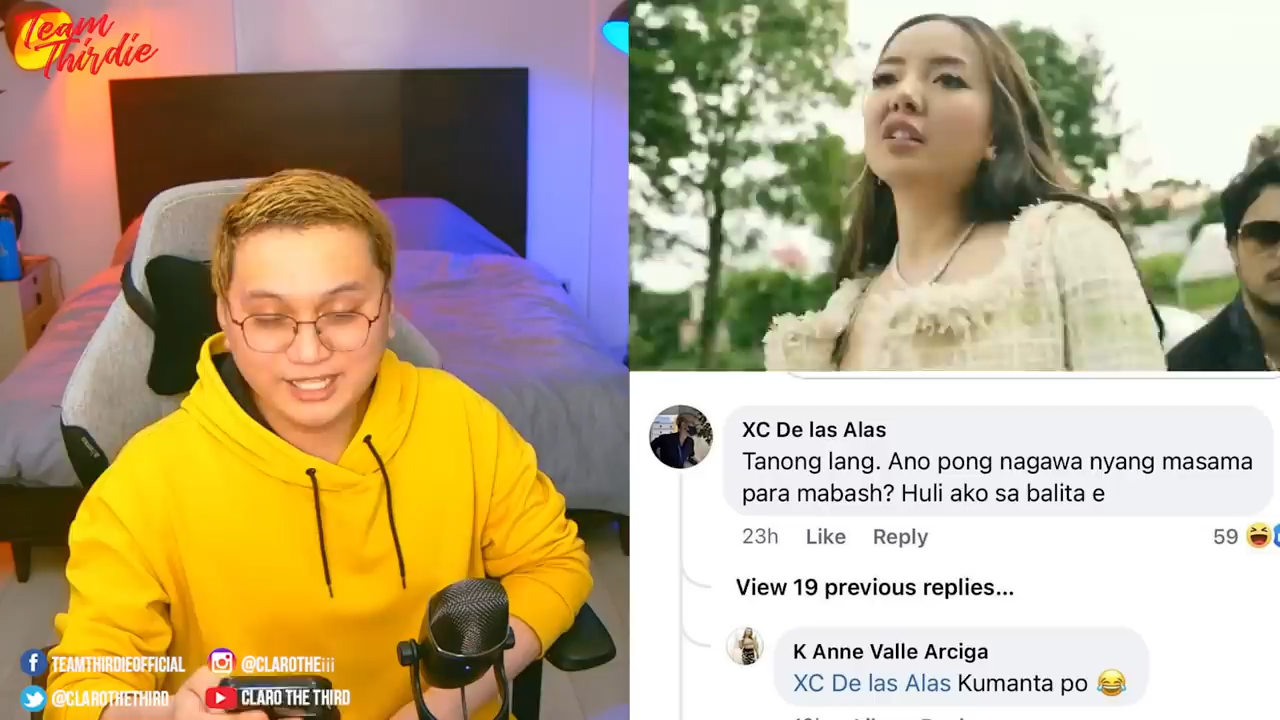 Team
Thirdie
XC De las Alas
Tanong lang. Ano pong nagawa nyang masama
para mabash? Huli ako sa balita e
23h Like Reply 59
View 19 previous replies...
K Anne Valle Arciga
XC De las Alas Kumanta po 😂
TEAMTHIRDIEOFFICIAL @CLAROTHEiii
@CLAROTHETHIRD CLARO THE THIRD